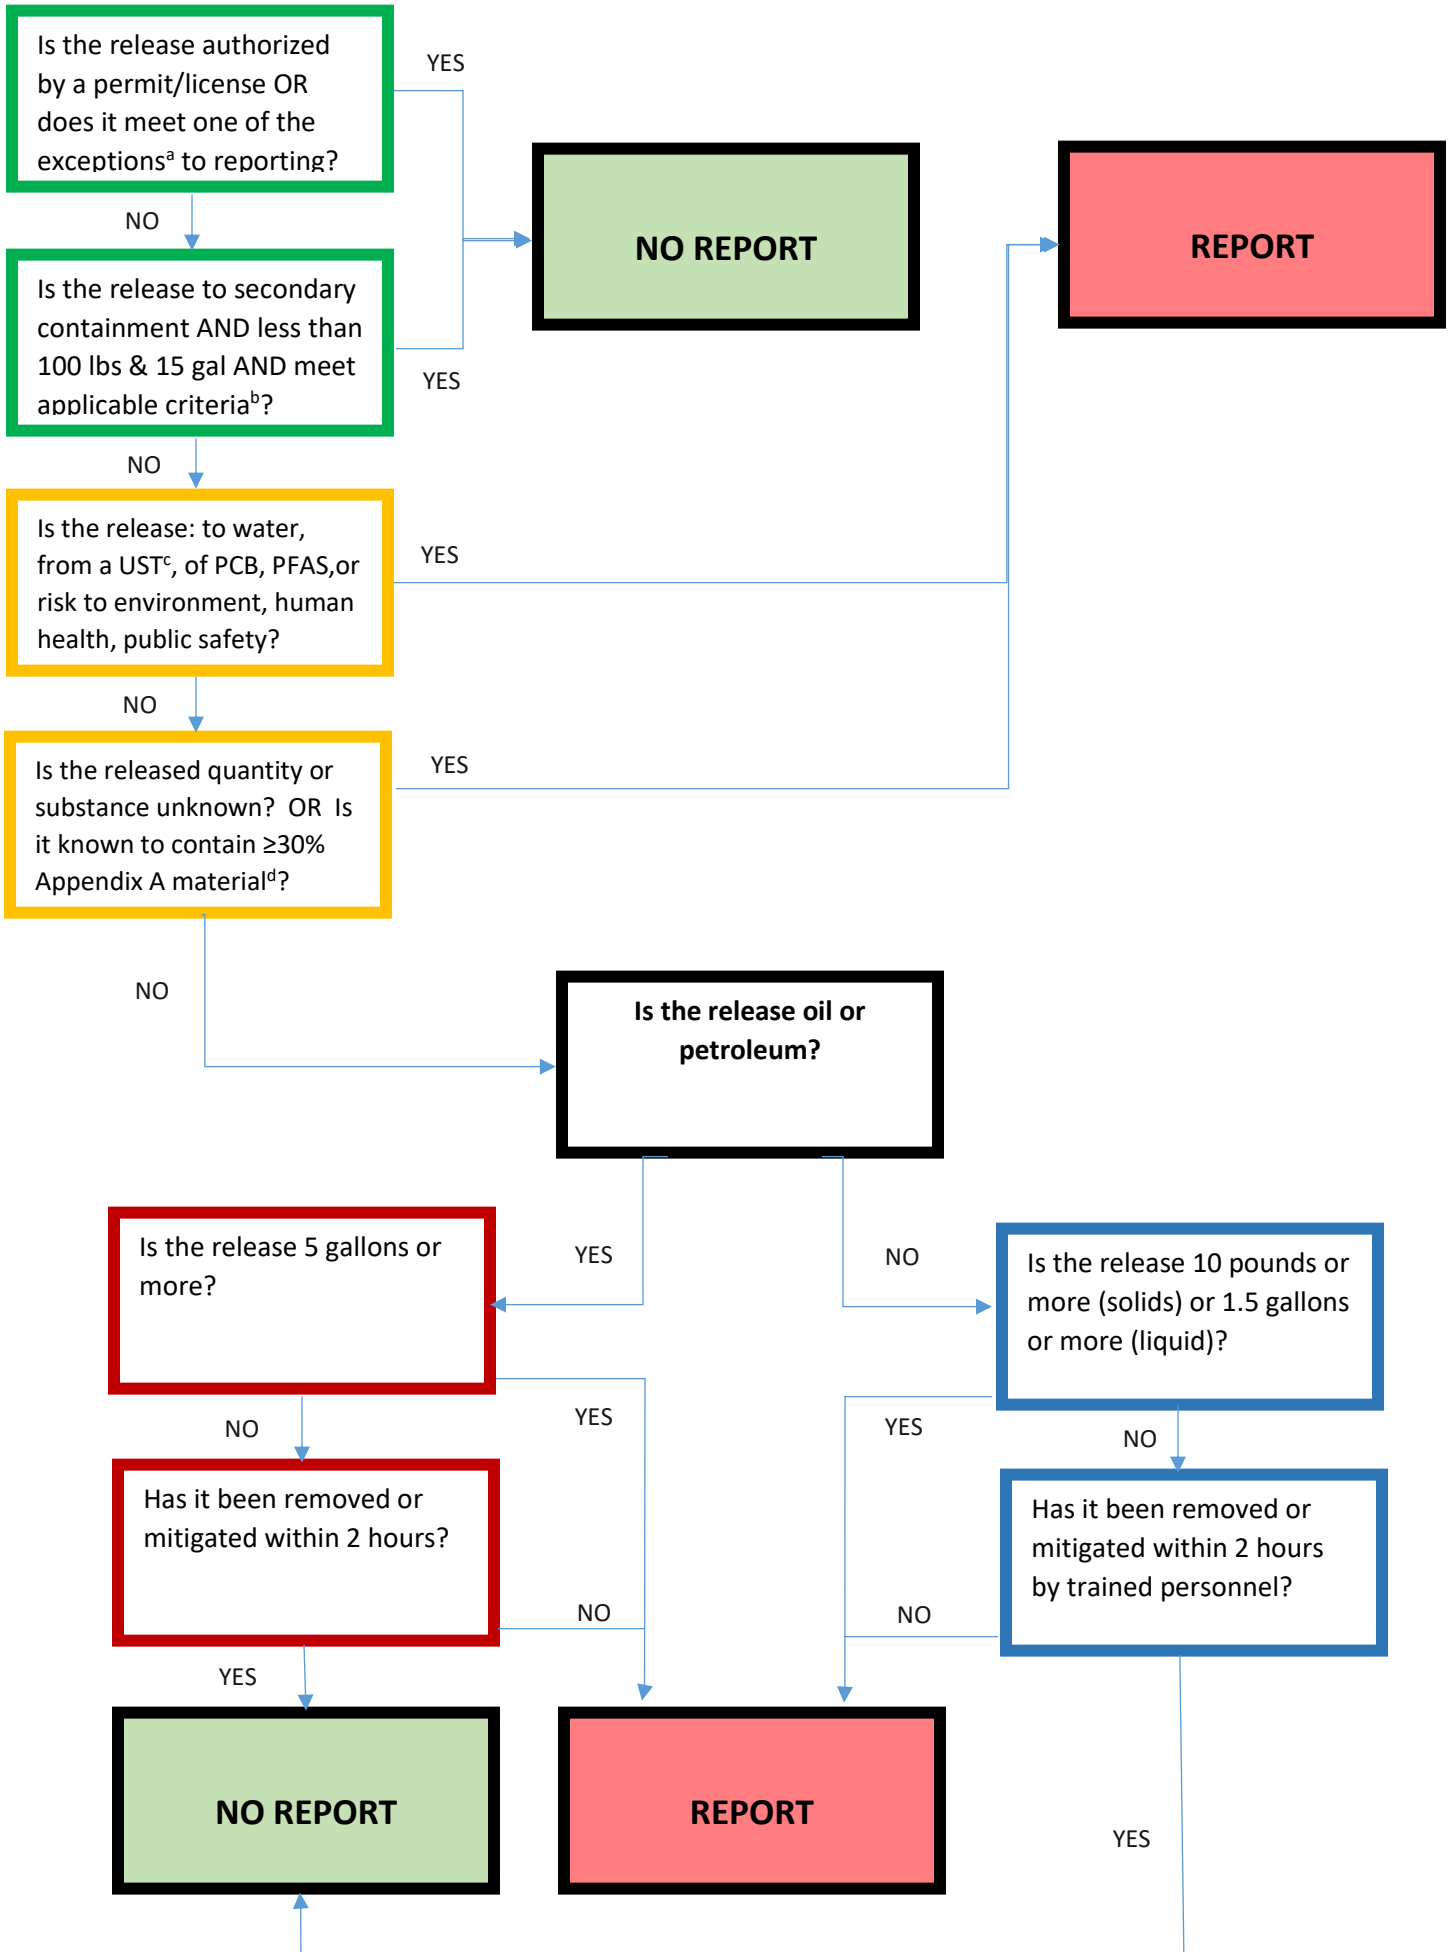 Is the release authorized
by a permit/license OR
does it meet one of the
exceptionsᵃ to reporting?
YES
NO
NO REPORT
REPORT
Is the release to secondary
containment AND less than
100 lbs & 15 gal AND meet
applicable criteriaᵇ?
YES
NO
Is the release: to water,
from a USTᶜ, of PCB, PFAS,or
risk to environment, human
health, public safety?
YES
NO
Is the released quantity or
substance unknown? OR Is
it known to contain ≥30%
Appendix A materialᵈ?
YES
NO
Is the release oil or
petroleum?
YES
NO
Is the release 5 gallons or
more?
YES
NO
Is the release 10 pounds or
more (solids) or 1.5 gallons
or more (liquid)?
YES
NO
Has it been removed or
mitigated within 2 hours?
NO
YES
Has it been removed or
mitigated within 2 hours
by trained personnel?
NO
YES
NO REPORT
REPORT